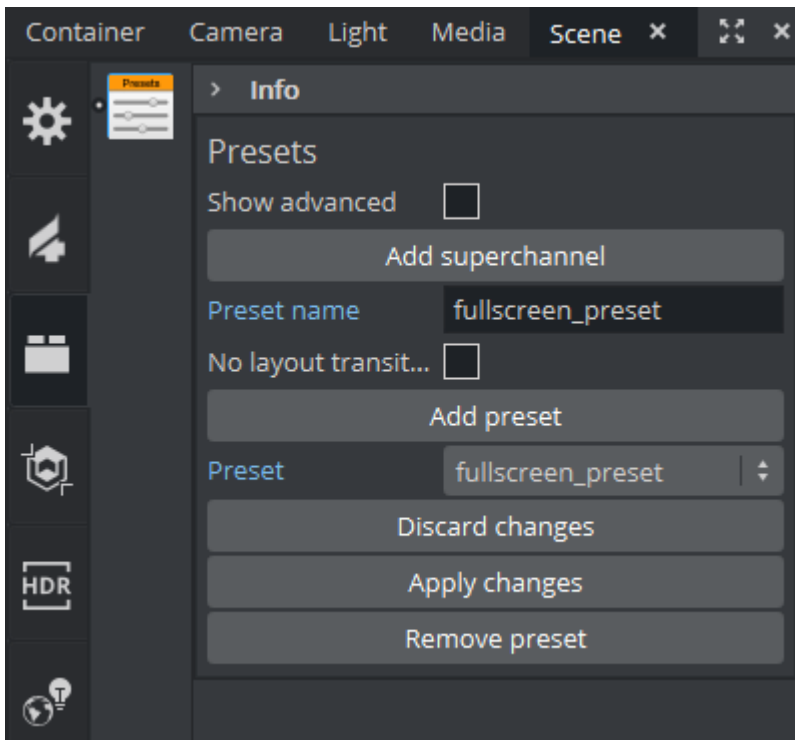 Container Camera Light Media Scene
Presets
Info
Presets
Show advanced
Add superchannel
Preset name fullscreen_preset
No layout transit...
Add preset
Preset fullscreen_preset
Discard changes
Apply changes
HDR
Remove preset
T